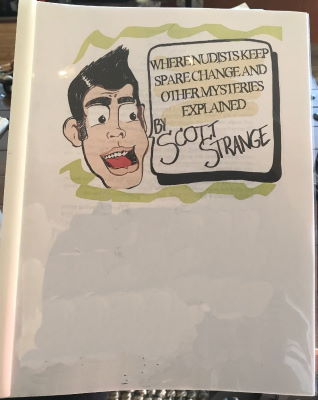 WHERE NUDISTS KEEP
SPARE CHANGE AND
OTHER MYSTERIES
EXPLAINED
BY
SCOTT
STRANGE